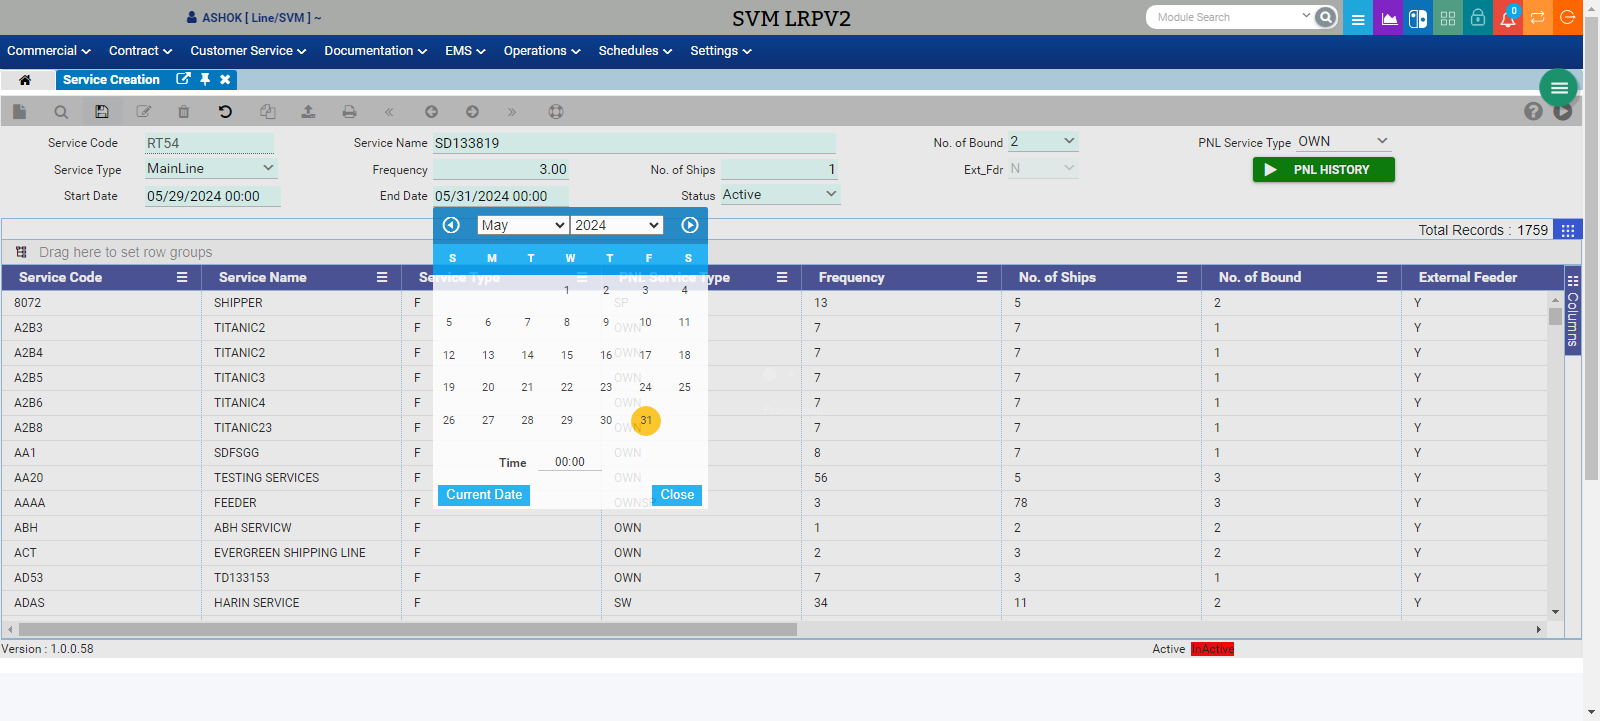 ASHOK [ Line/SVM ] ~
SVM LRPV2
Module Search
0
Commercial Contract Customer Service Documentation EMS Operations Schedules Settings
Service Creation
Service Code RT54 Service Name SD133819 No. of Bound 2 PNL Service Type OWN
Service Type MainLine Frequency 3.00 No. of Ships 1 Ext_Fdr N PNL HISTORY
Start Date 05/29/2024 00:00 End Date 05/31/2024 00:00 Status Active
May 2024
S M T W T F S
1 2 3 4
5 6 7 8 9 10 11
12 13 14 15 16 17 18
19 20 21 22 23 24 25
26 27 28 29 30 31
Time 00:00
Current Date Close
Total Records : 1759
Drag here to set row groups
Service Code Service Name Service Type PNL Service Type Frequency No. of Ships No. of Bound External Feeder
8072 SHIPPER F SP 13 5 2 Y
A2B3 TITANIC2 F OWN 7 7 1 Y
A2B4 TITANIC2 F OWN 7 7 1 Y
A2B5 TITANIC3 F OWN 7 7 1 Y
A2B6 TITANIC4 F OWN 7 7 1 Y
A2B8 TITANIC23 F OWN 7 7 1 Y
AA1 SDFSGG F OWN 8 7 1 Y
AA20 TESTING SERVICES F OWN 56 5 3 Y
AAAA FEEDER F OWNSP 3 78 3 Y
ABH ABH SERVICW F OWN 1 2 2 Y
ACT EVERGREEN SHIPPING LINE F OWN 2 3 2 Y
AD53 TD133153 F OWN 7 3 1 Y
ADAS HARIN SERVICE F SW 34 11 2 Y
Columns
Version : 1.0.0.58
Active InActive